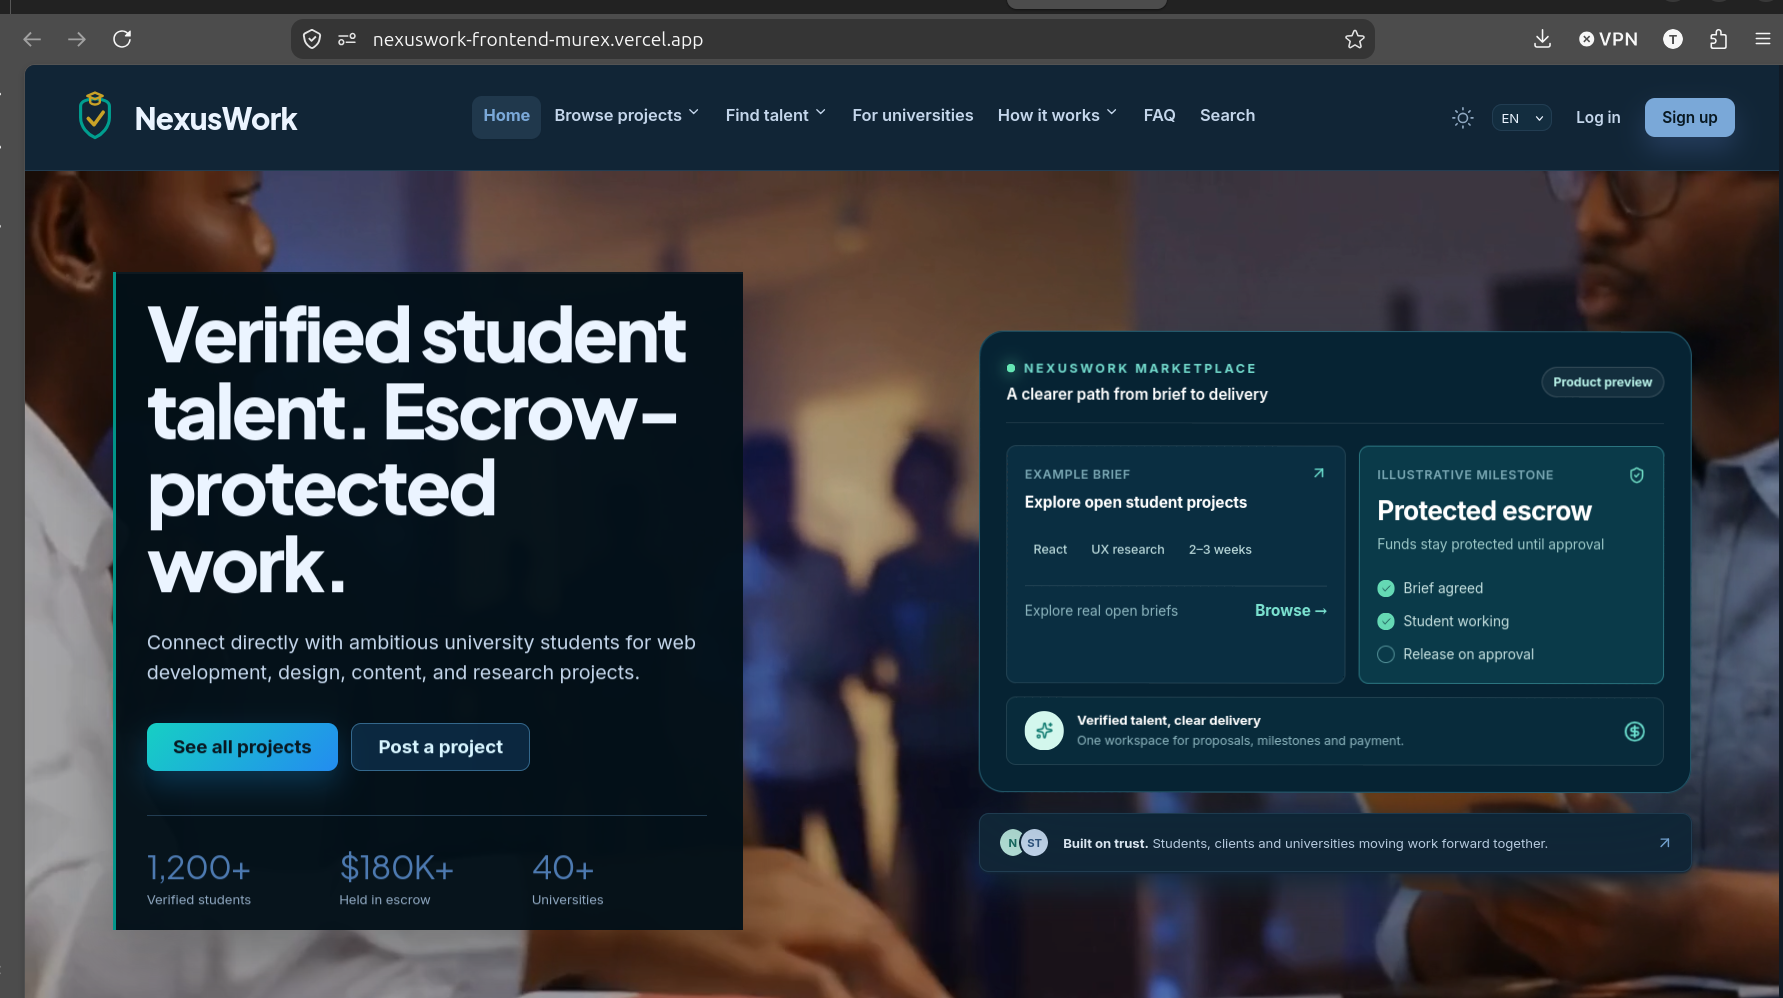 nexuswork-frontend-murex.vercel.app
VPN
T
NexusWork
Home
Browse projects
Find talent
For universities
How it works
FAQ
Search
EN
Log in
Sign up
Verified student
talent. Escrow-
protected
work.
Connect directly with ambitious university students for web
development, design, content, and research projects.
See all projects
Post a project
1,200+
Verified students
$180K+
Held in escrow
40+
Universities
NEXUSWORK MARKETPLACE
A clearer path from brief to delivery
Product preview
EXAMPLE BRIEF
Explore open student projects
React
UX research
2–3 weeks
Explore real open briefs
Browse →
ILLUSTRATIVE MILESTONE
Protected escrow
Funds stay protected until approval
Brief agreed
Student working
Release on approval
Verified talent, clear delivery
One workspace for proposals, milestones and payment.
N
ST
Built on trust. Students, clients and universities moving work forward together.